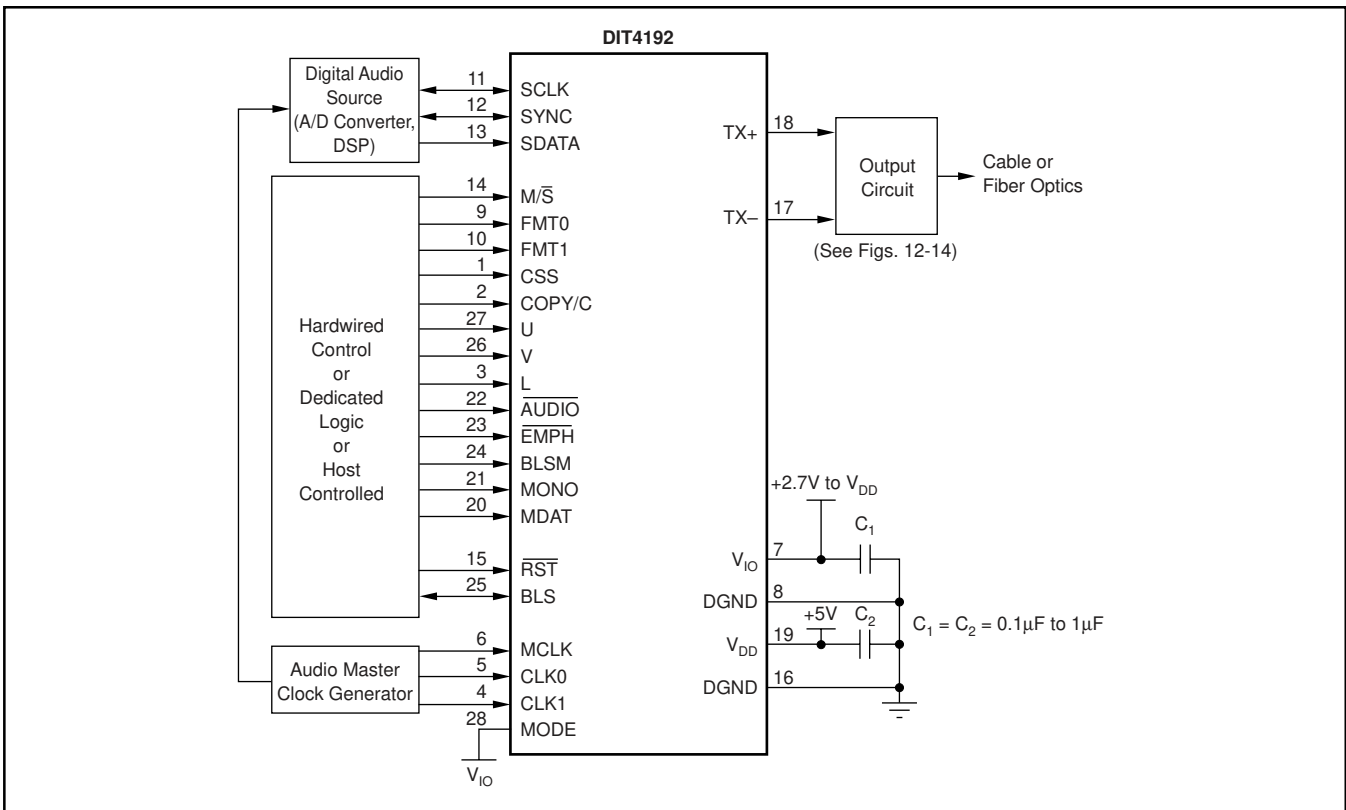 DIT4192
Digital Audio
Source
(A/D Converter,
DSP)
11 SCLK
12 SYNC
13 SDATA
Hardwired
Control
or
Dedicated
Logic
or
Host
Controlled
14 M/S̅
9 FMT0
10 FMT1
1 CSS
2 COPY/C
27 U
26 V
3 L
22 A̅U̅D̅I̅O̅
23 E̅M̅P̅H̅
24 BLSM
21 MONO
20 MDAT
15 R̅S̅T̅
25 BLS
Audio Master
Clock Generator
6 MCLK
5 CLK0
4 CLK1
28 MODE
VIO
TX+ 18
TX– 17
Output
Circuit
Cable or
Fiber Optics
(See Figs. 12-14)
+2.7V to VDD
C1
VIO 7
DGND 8
+5V C2
VDD 19
DGND 16
C1 = C2 = 0.1µF to 1µF